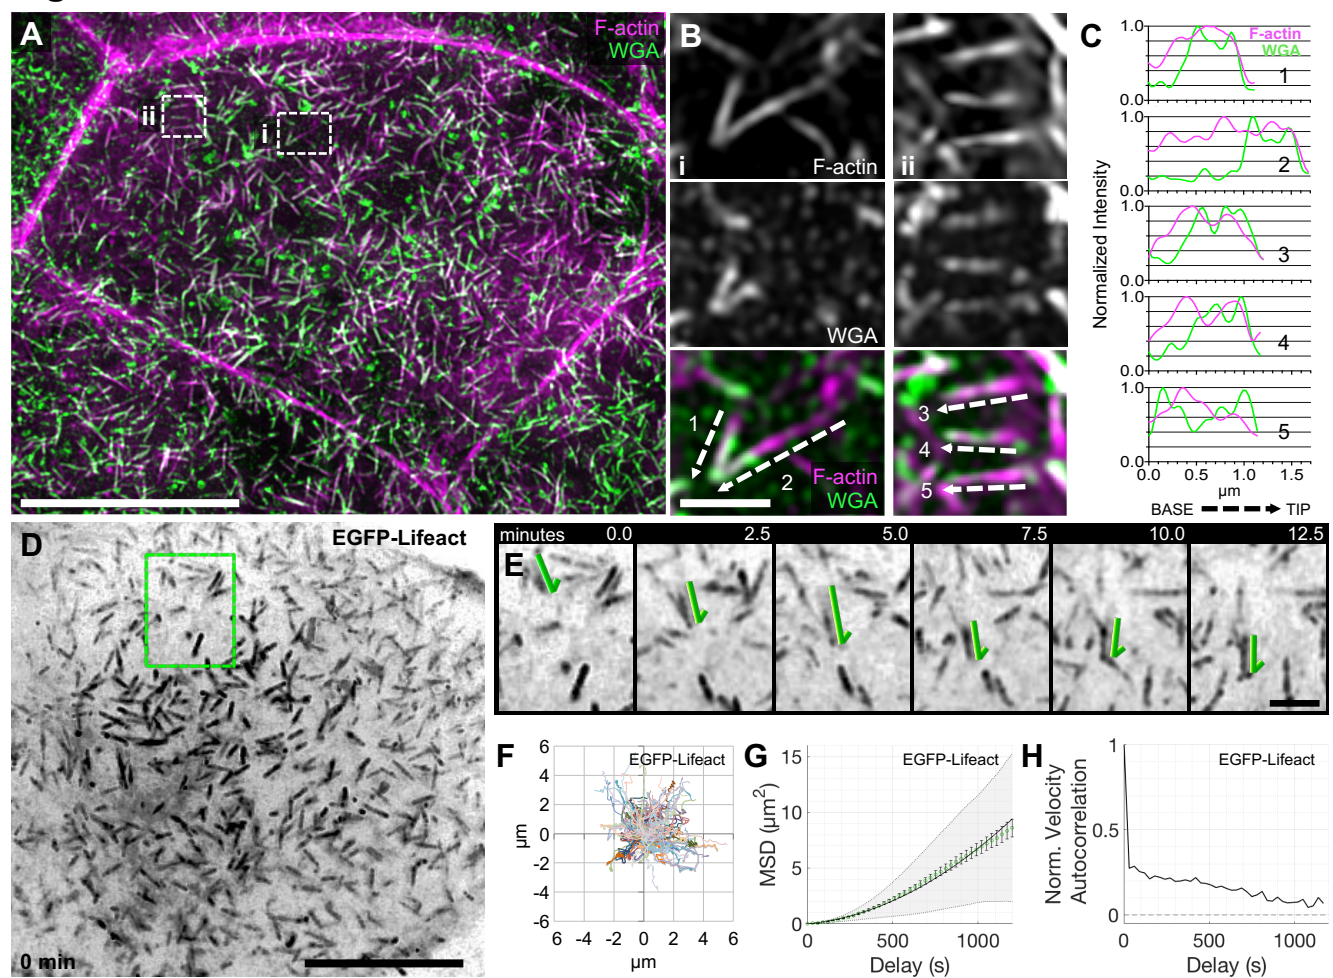 A
F-actin
WGA
ii
i
B
i
F-actin
ii
WGA
1
2
F-actin
WGA
3
4
5
C
1.0
F-actin
WGA
1
0.0
1.0
2
0.0
1.0
3
0.0
1.0
4
0.0
1.0
5
0.0
Normalized Intensity
0.0 0.5 1.0 1.5
µm
BASE TIP
D
EGFP-Lifeact
0 min
E
minutes 0.0 2.5 5.0 7.5 10.0 12.5
F
EGFP-Lifeact
6
4
2
0
-2
-4
-6
µm
6 -4 -2 0 2 4 6
µm
G
EGFP-Lifeact
15
10
5
0
MSD (µm²)
0 500 1000
Delay (s)
H
EGFP-Lifeact
1
0.5
0
Norm. Velocity
Autocorrelation
0 500 1000
Delay (s)